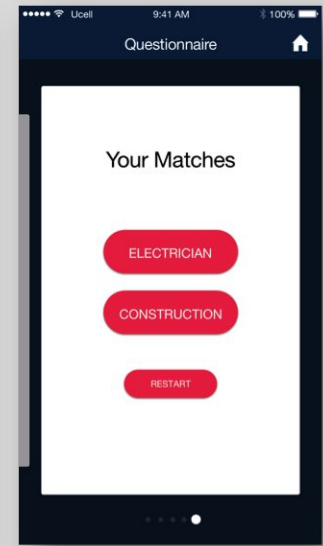 Ucell 9:41 AM 100%
Questionnaire
Your Matches
ELECTRICIAN
CONSTRUCTION
RESTART